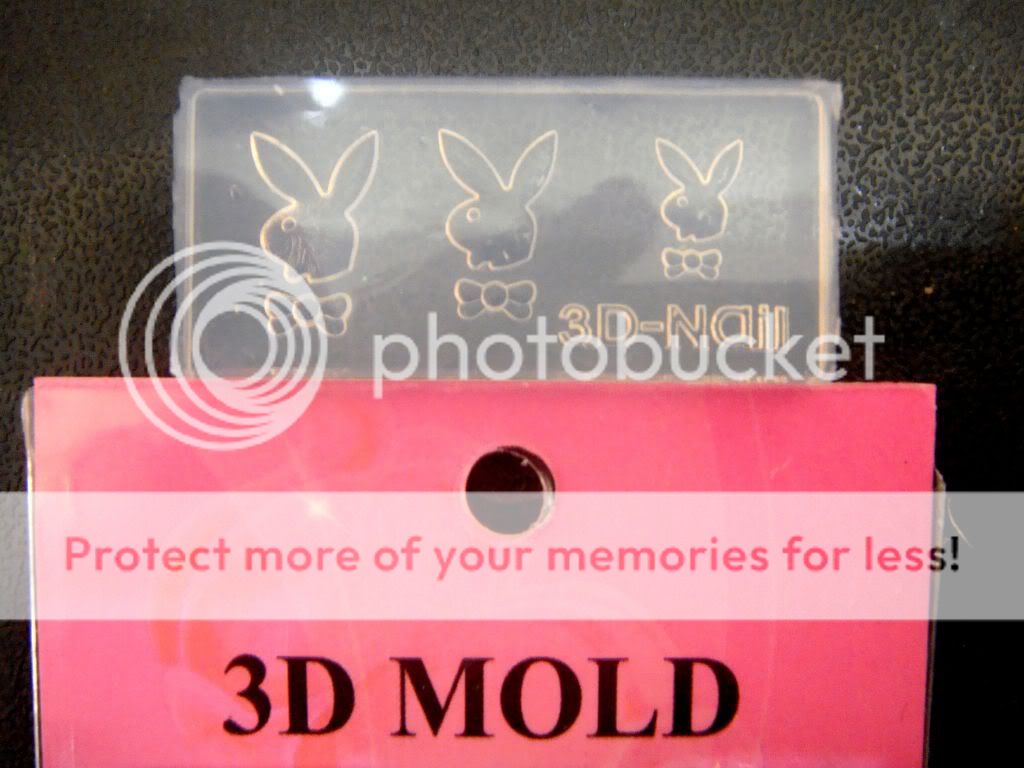 3D-Nail
photobucket
Protect more of your memories for less!
3D MOLD